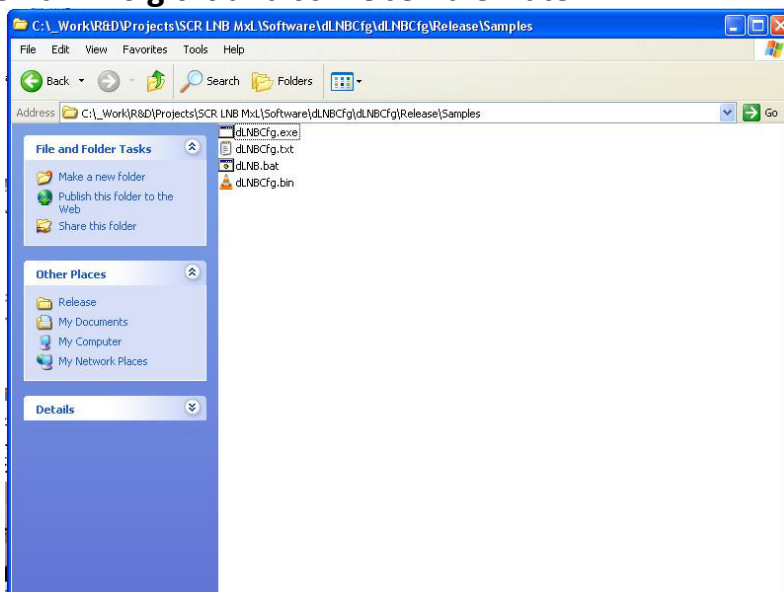 C:\_Work\R&D\Projects\SCR LNB MxL\Software\dLNBCfg\dLNBCfg\Release\Samples
File Edit View Favorites Tools Help
Back Search Folders
Address C:\_Work\R&D\Projects\SCR LNB MxL\Software\dLNBCfg\dLNBCfg\Release\Samples Go
File and Folder Tasks
Make a new folder
Publish this folder to the
Web
Share this folder
Other Places
Release
My Documents
My Computer
My Network Places
Details
dLNBCfg.exe
dLNBCfg.txt
dLNB.bat
dLNBCfg.bin